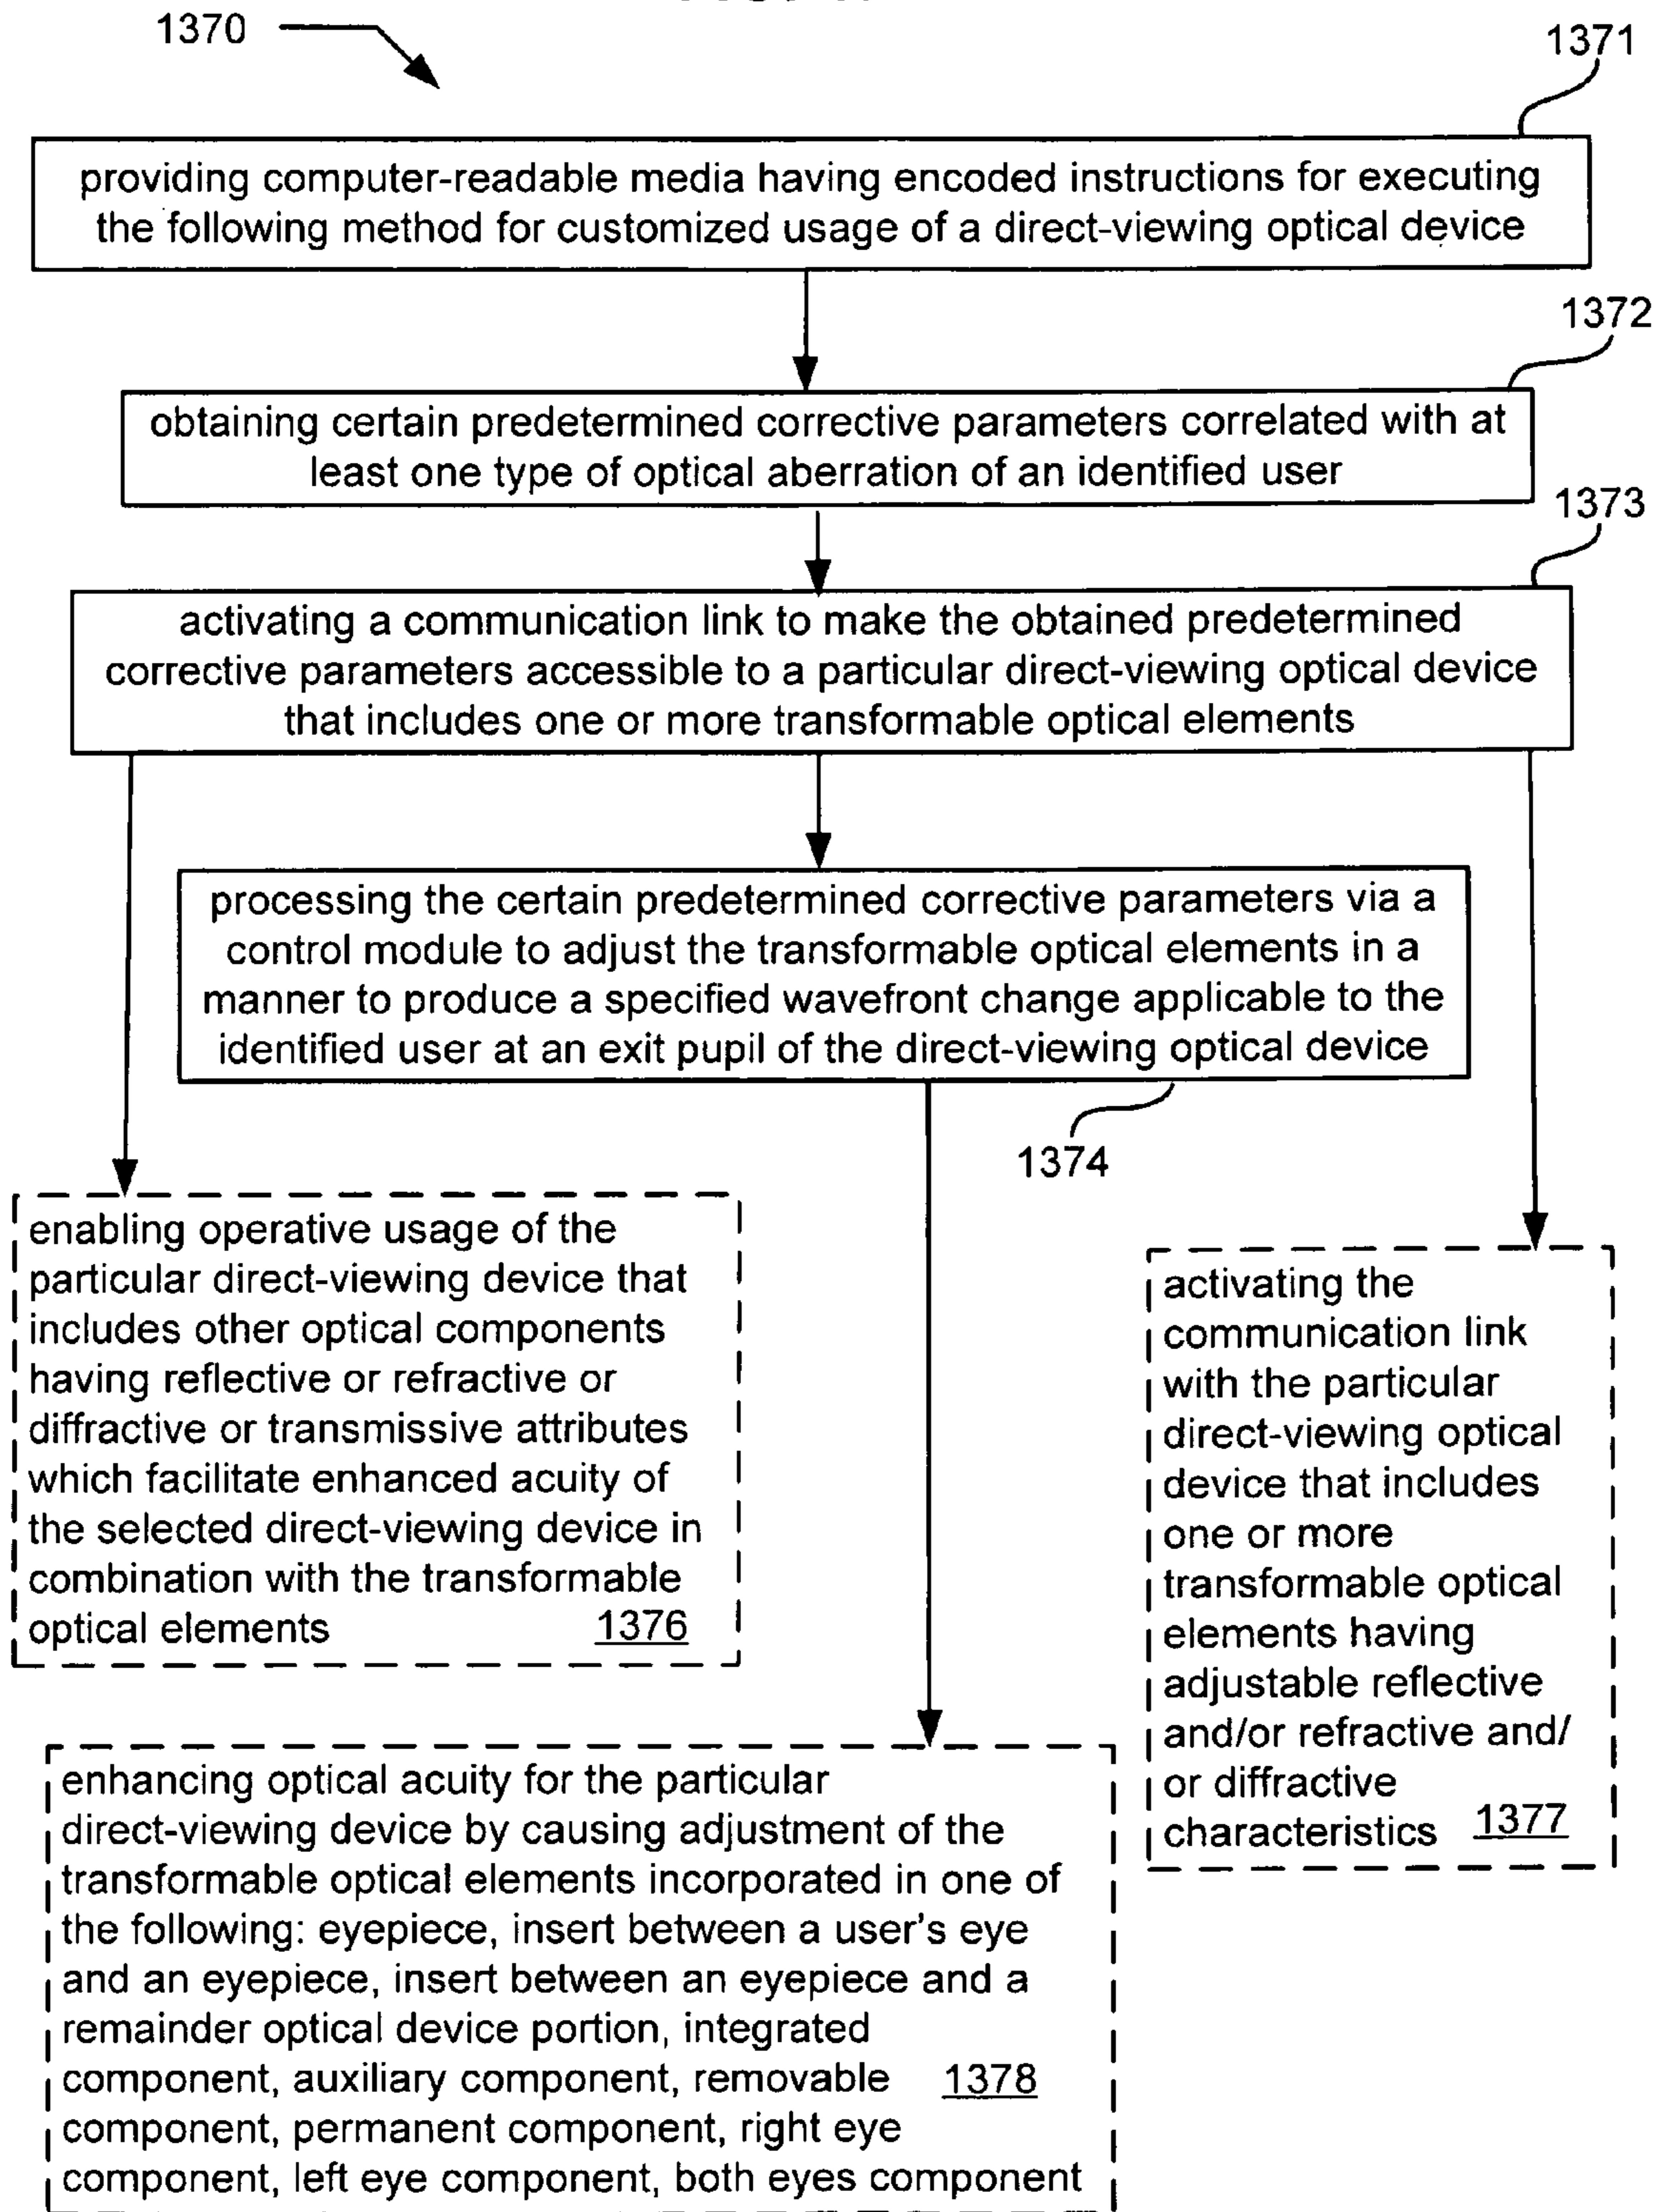 1370
1371
providing computer-readable media having encoded instructions for executing
the following method for customized usage of a direct-viewing optical device
1372
obtaining certain predetermined corrective parameters correlated with at
least one type of optical aberration of an identified user
1373
activating a communication link to make the obtained predetermined
corrective parameters accessible to a particular direct-viewing optical device
that includes one or more transformable optical elements
processing the certain predetermined corrective parameters via a
control module to adjust the transformable optical elements in a
manner to produce a specified wavefront change applicable to the
identified user at an exit pupil of the direct-viewing optical device
1374
enabling operative usage of the
particular direct-viewing device that
includes other optical components
having reflective or refractive or
diffractive or transmissive attributes
which facilitate enhanced acuity of
the selected direct-viewing device in
combination with the transformable
optical elements 1376
activating the
communication link
with the particular
direct-viewing optical
device that includes
one or more
transformable optical
elements having
adjustable reflective
and/or refractive and/
or diffractive
characteristics 1377
enhancing optical acuity for the particular
direct-viewing device by causing adjustment of the
transformable optical elements incorporated in one of
the following: eyepiece, insert between a user's eye
and an eyepiece, insert between an eyepiece and a
remainder optical device portion, integrated
component, auxiliary component, removable 1378
component, permanent component, right eye
component, left eye component, both eyes component